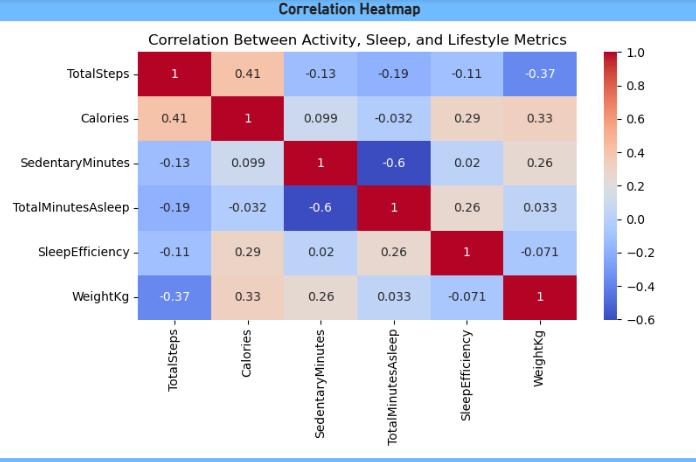 Correlation Heatmap
Correlation Between Activity, Sleep, and Lifestyle Metrics
TotalSteps 1 0.41 -0.13 -0.19 -0.11 -0.37
Calories 0.41 1 0.099 -0.032 0.29 0.33
SedentaryMinutes -0.13 0.099 1 -0.6 0.02 0.26
TotalMinutesAsleep -0.19 -0.032 -0.6 1 0.26 0.033
SleepEfficiency -0.11 0.29 0.02 0.26 1 -0.071
WeightKg -0.37 0.33 0.26 0.033 -0.071 1
TotalSteps
Calories
SedentaryMinutes
TotalMinutesAsleep
SleepEfficiency
WeightKg
1.0
0.8
0.6
0.4
0.2
0.0
−0.2
−0.4
−0.6